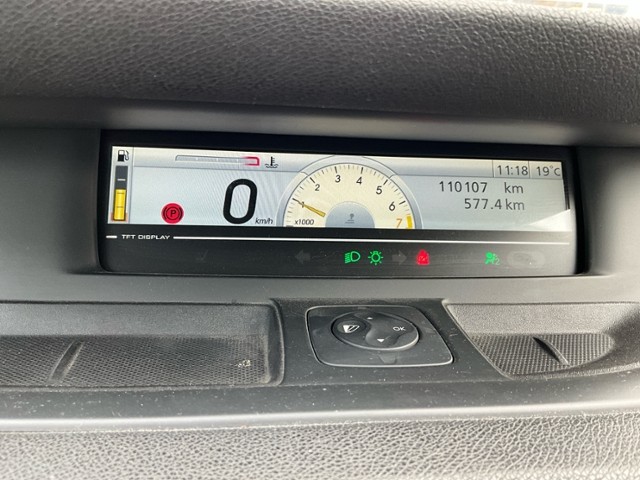 11:18 19°C
0 km/h
P
1 2 3 4 5 6 7
x1000
110107 km
577.4 km
TFT DISPLAY
OK